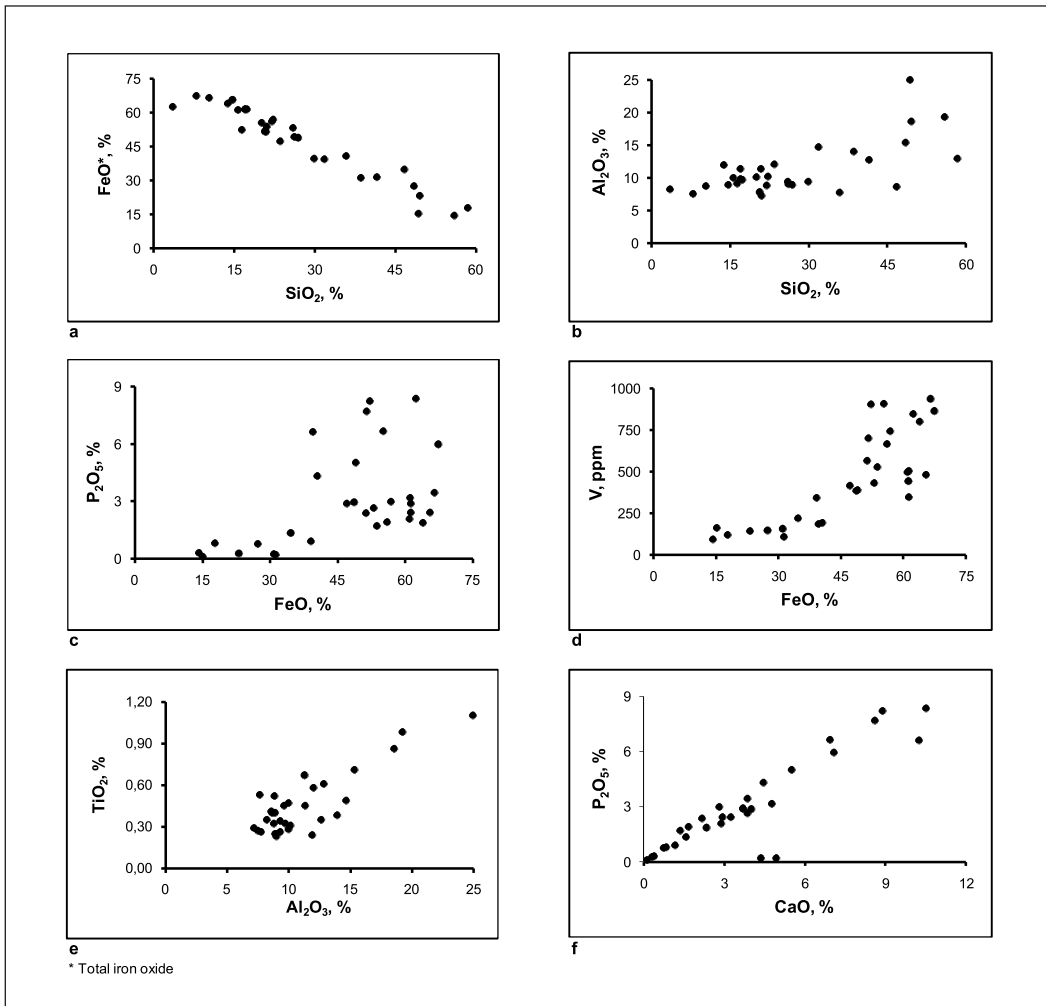 75
60
45
30
15
0
FeO*, %
0 15 30 45 60
SiO₂, %
a
25
20
15
10
5
0
Al₂O₃, %
0 15 30 45 60
SiO₂, %
b
9
6
3
0
P₂O₅, %
0 15 30 45 60 75
FeO, %
c
1000
750
500
250
0
V, ppm
0 15 30 45 60 75
FeO, %
d
1,20
0,90
0,60
0,30
0,00
TiO₂, %
0 5 10 15 20 25
Al₂O₃, %
e
9
6
3
0
P₂O₅, %
0 3 6 9 12
CaO, %
f
* Total iron oxide